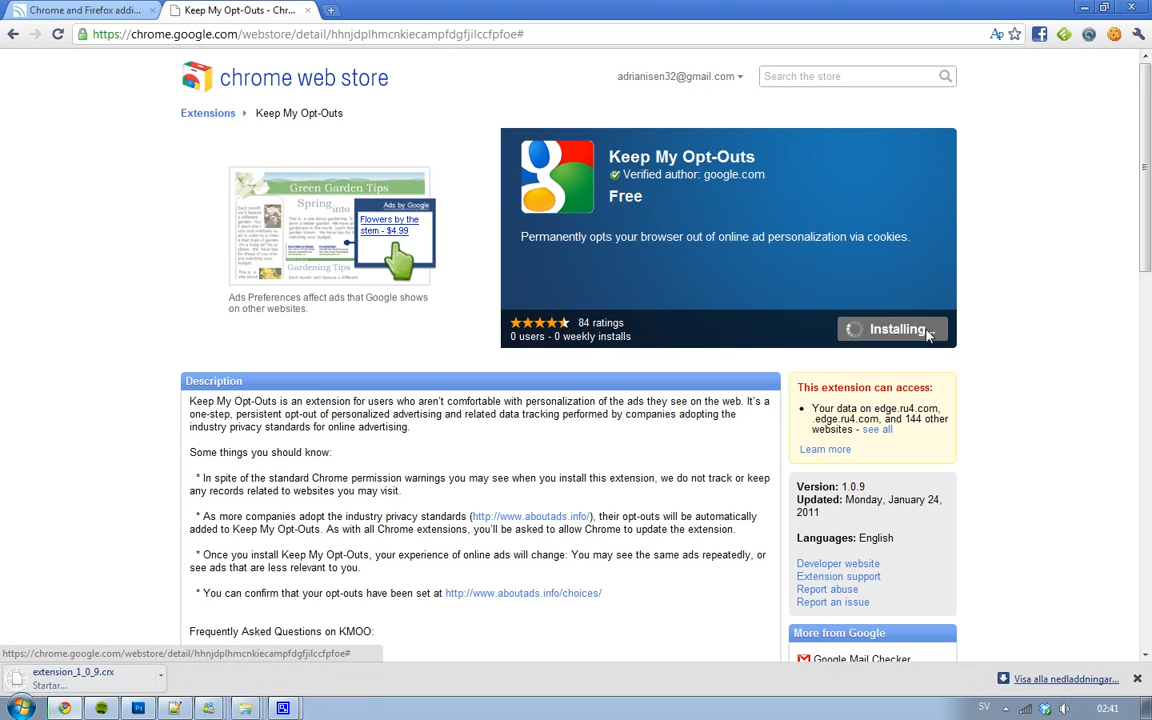 Chrome and Firefox addi...
Keep My Opt-Outs - Chr...
https://chrome.google.com/webstore/detail/hhnjdplhmcnkiecampfdgfjilccfpfoe#
chrome web store
adrianisen32@gmail.com
Search the store
Extensions
Keep My Opt-Outs
Green Garden Tips
Spring
into
Ads by Google
Flowers by the
stem - $4.99
Gardening Tips
Ads Preferences affect ads that Google shows
on other websites.
Keep My Opt-Outs
Verified author: google.com
Free
Permanently opts your browser out of online ad personalization via cookies.
84 ratings
0 users - 0 weekly installs
Installing...
Description
Keep My Opt-Outs is an extension for users who aren't comfortable with personalization of the ads they see on the web. It's a
one-step, persistent opt-out of personalized advertising and related data tracking performed by companies adopting the
industry privacy standards for online advertising.
Some things you should know:
* In spite of the standard Chrome permission warnings you may see when you install this extension, we do not track or keep
any records related to websites you may visit.
* As more companies adopt the industry privacy standards (http://www.aboutads.info/), their opt-outs will be automatically
added to Keep My Opt-Outs. As with all Chrome extensions, you'll be asked to allow Chrome to update the extension.
* Once you install Keep My Opt-Outs, your experience of online ads will change: You may see the same ads repeatedly, or
see ads that are less relevant to you.
* You can confirm that your opt-outs have been set at http://www.aboutads.info/choices/
Frequently Asked Questions on KMOO:
This extension can access:
• Your data on edge.ru4.com,
.edge.ru4.com, and 144 other
websites - see all
Learn more
Version: 1.0.9
Updated: Monday, January 24,
2011
Languages: English
Developer website
Extension support
Report abuse
Report an issue
More from Google
Google Mail Checker
https://chrome.google.com/webstore/detail/hhnjdplhmcnkiecampfdgfjilccfpfoe#
extension_1_0_9.crx
Startar...
Visa alla nedladdningar...
SV
02:41